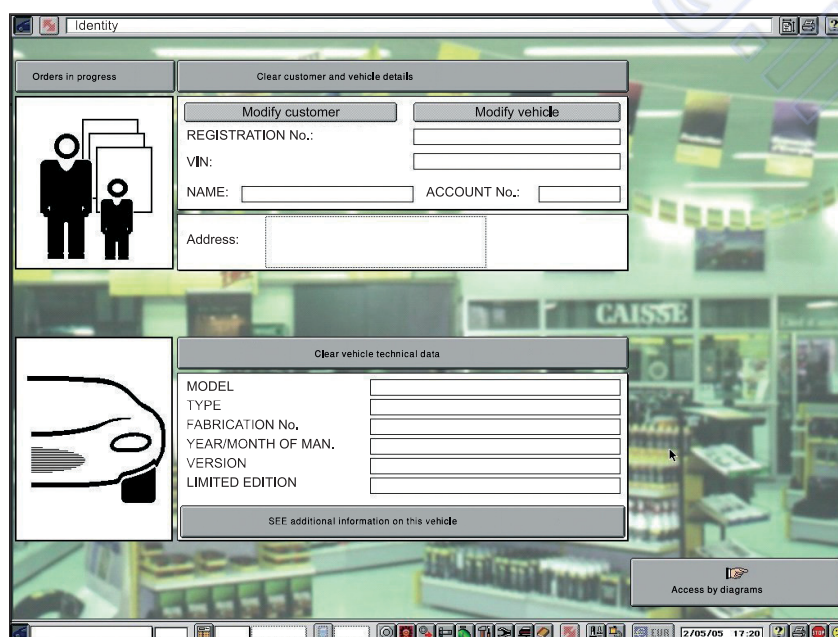 Identity
Orders in progress
Clear customer and vehicle details
Modify customer Modify vehicle
REGISTRATION No.:
VIN:
NAME: ACCOUNT No.:
Address:
CAISSE
Clear vehicle technical data
MODEL
TYPE
FABRICATION No.
YEAR/MONTH OF MAN.
VERSION
LIMITED EDITION
SEE additional information on this vehicle
Access by diagrams
EUR 2/05/05 17:20